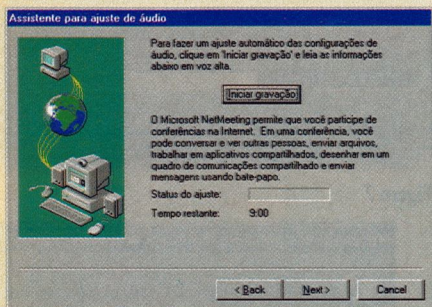 Assistente para ajuste de áudio
Para fazer um ajuste automático das configurações de
áudio, clique em 'Iniciar gravação' e leia as informações
abaixo em voz alta.
Iniciar gravação
O Microsoft NetMeeting permite que você participe de
conferências na Internet. Em uma conferência, você
pode conversar e ver outras pessoas, enviar arquivos,
trabalhar em aplicativos compartilhados, desenhar em um
quadro de comunicações compartilhado e enviar
mensagens usando bate-papo.
Status do ajuste:
Tempo restante: 9:00
< Back Next > Cancel